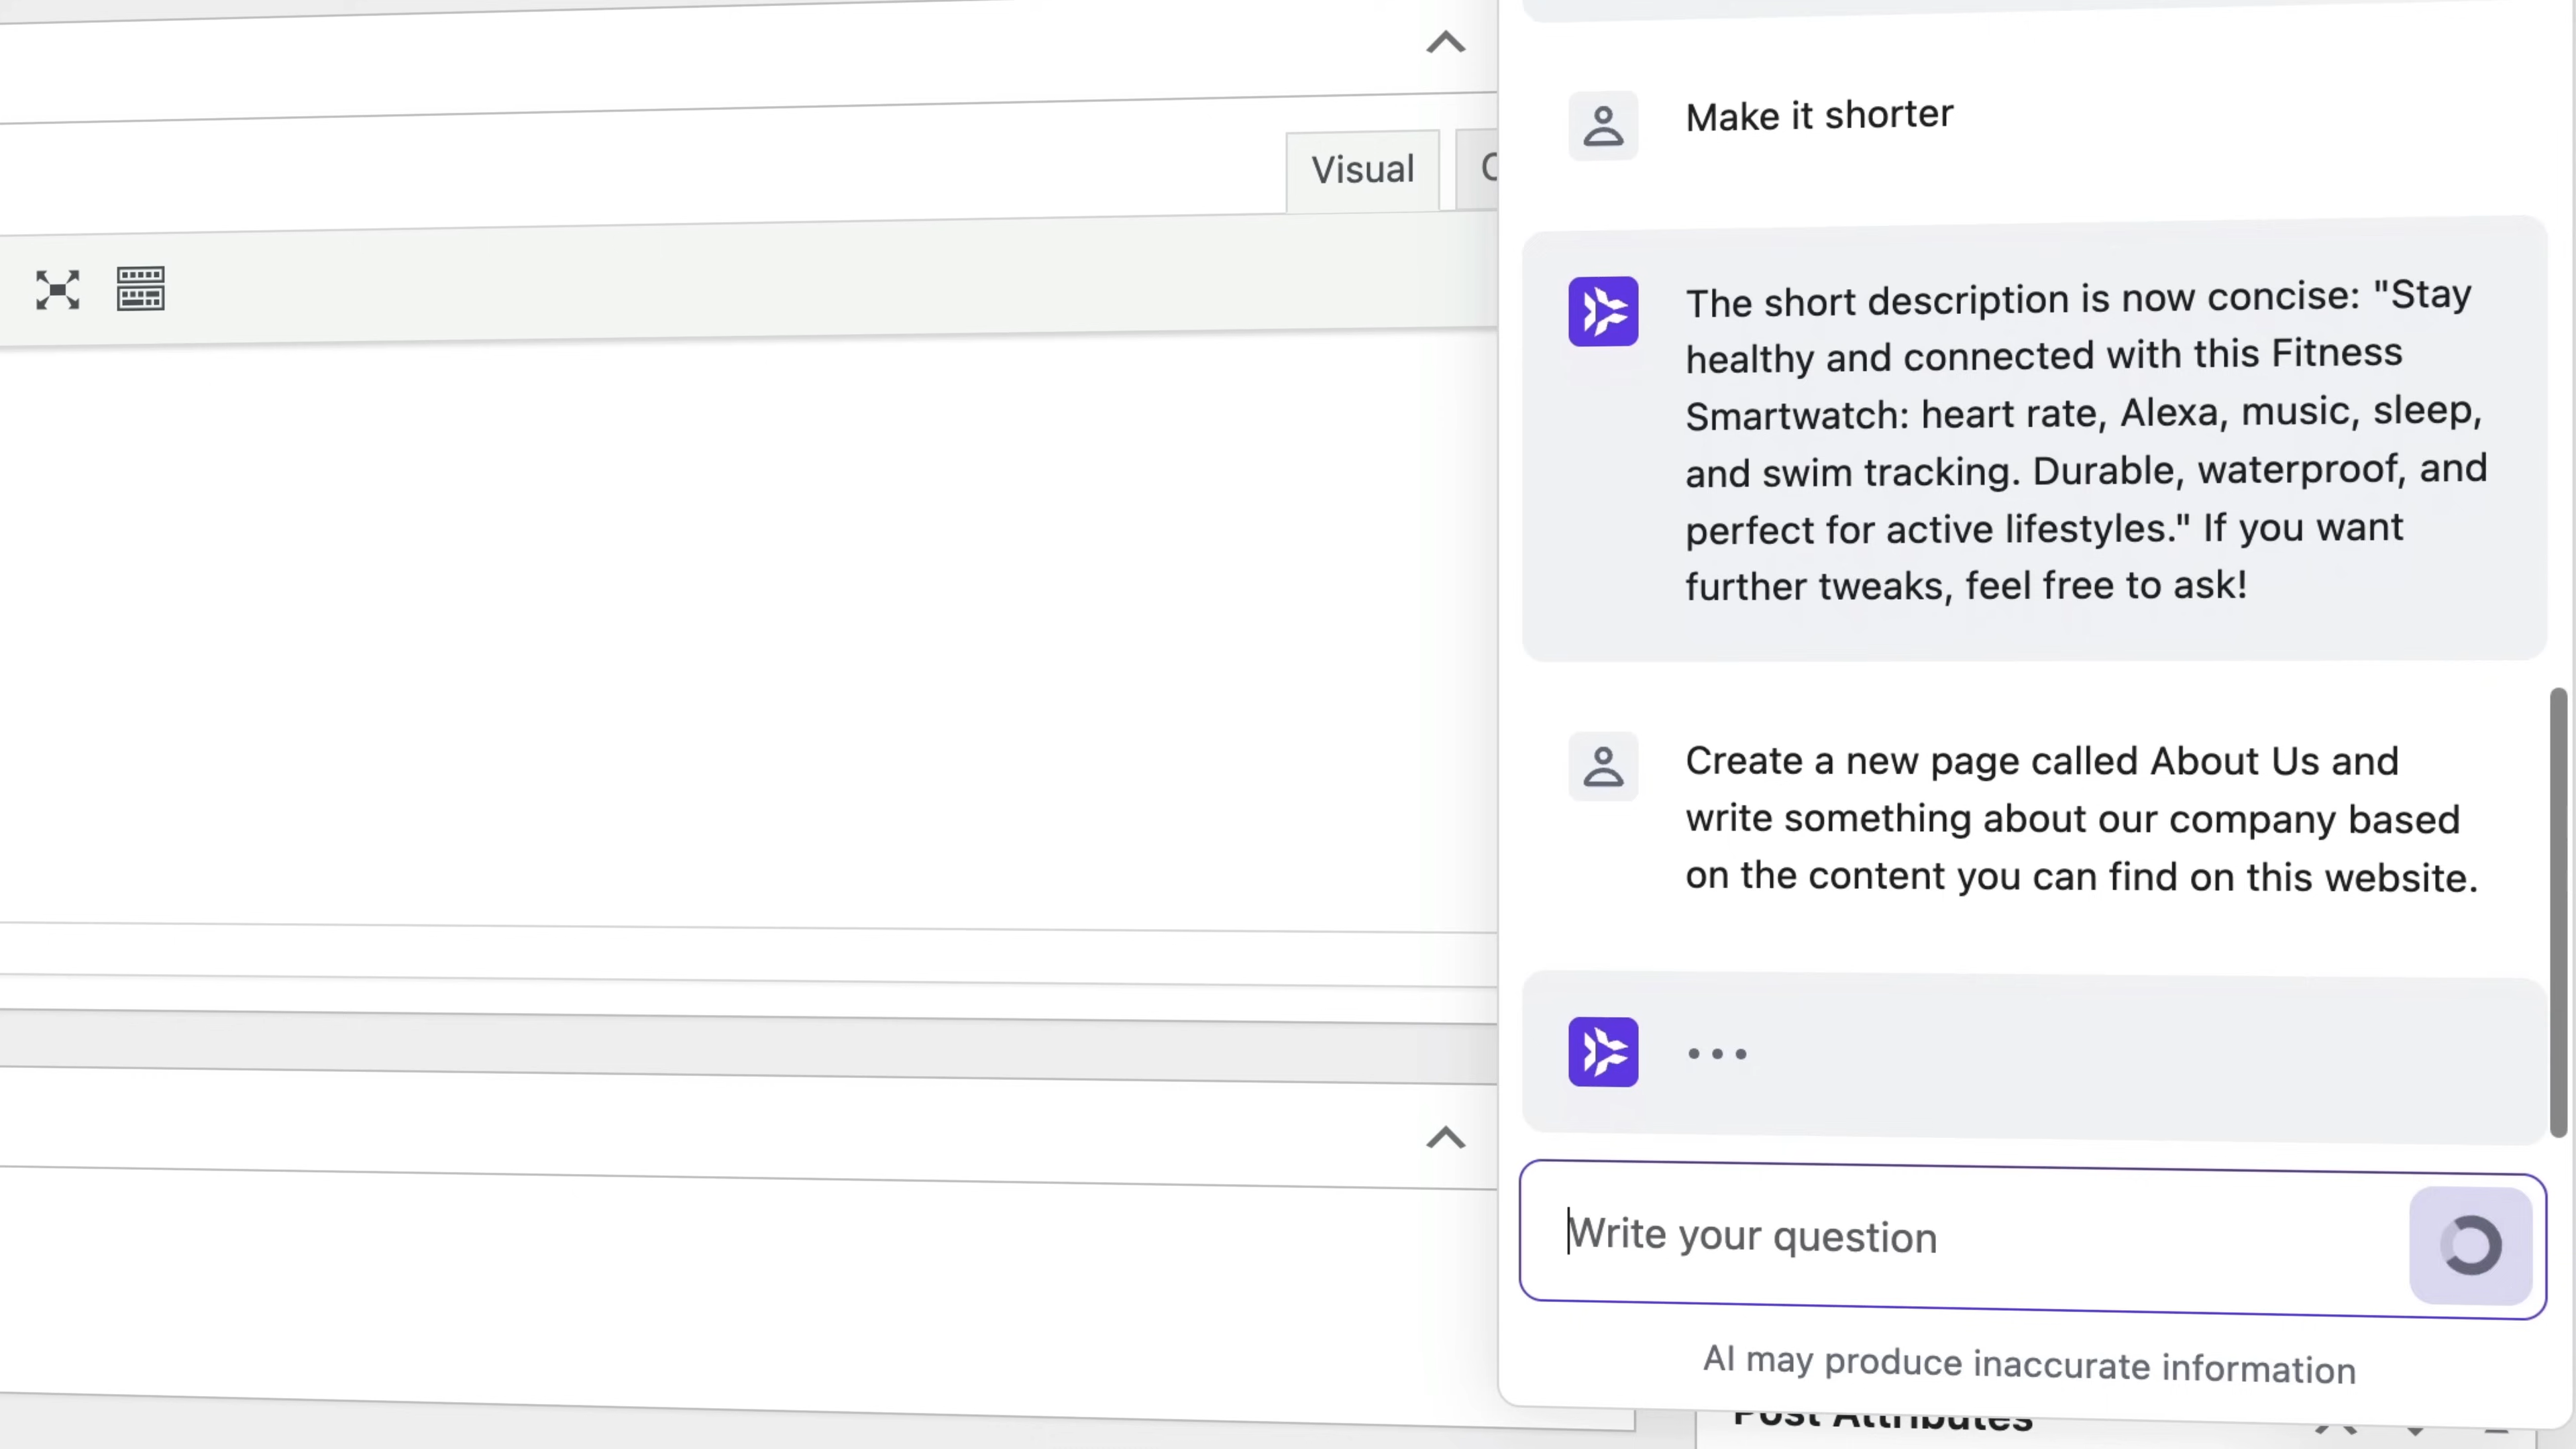 Make it shorter
Visual
The short description is now concise: "Stay
healthy and connected with this Fitness
Smartwatch: heart rate, Alexa, music, sleep,
and swim tracking. Durable, waterproof, and
perfect for active lifestyles." If you want
further tweaks, feel free to ask!
Create a new page called About Us and
write something about our company based
on the content you can find on this website.
Write your question
AI may produce inaccurate information
Post Attributes